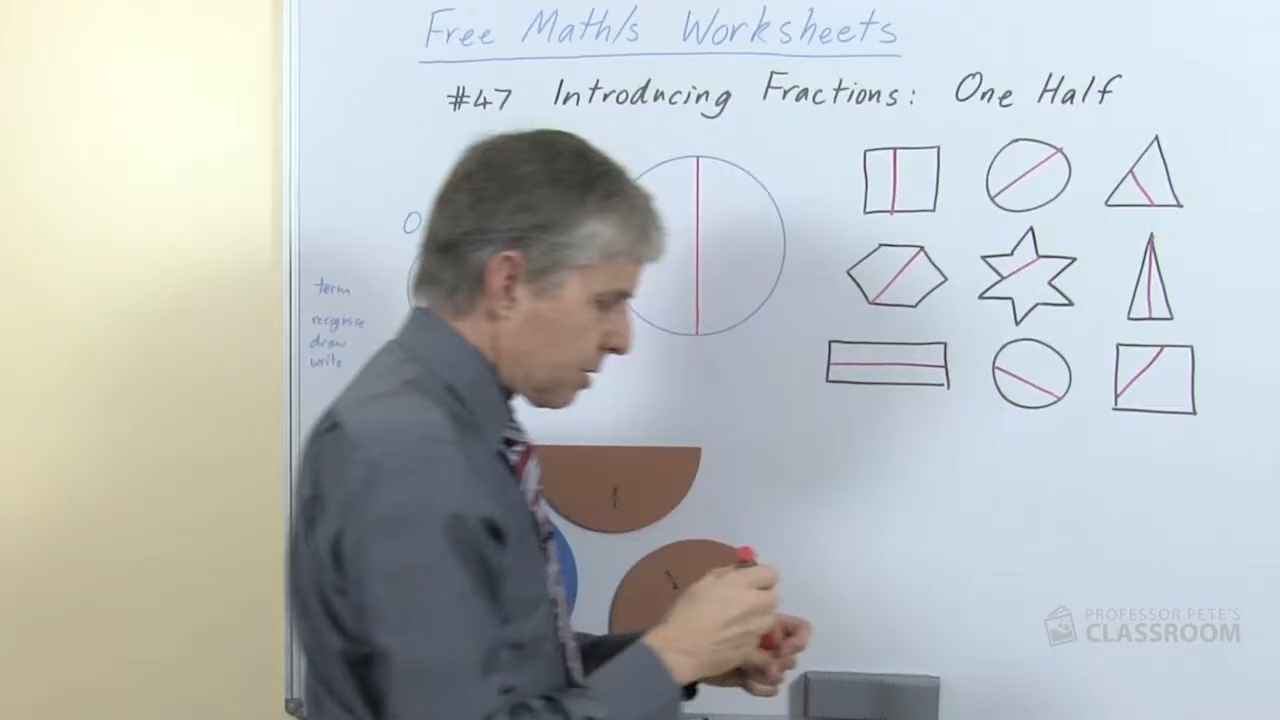 Free Math/s Worksheets
#47 Introducing Fractions: One Half
term
recognise
draw
write
PROFESSOR PETE'S
CLASSROOM